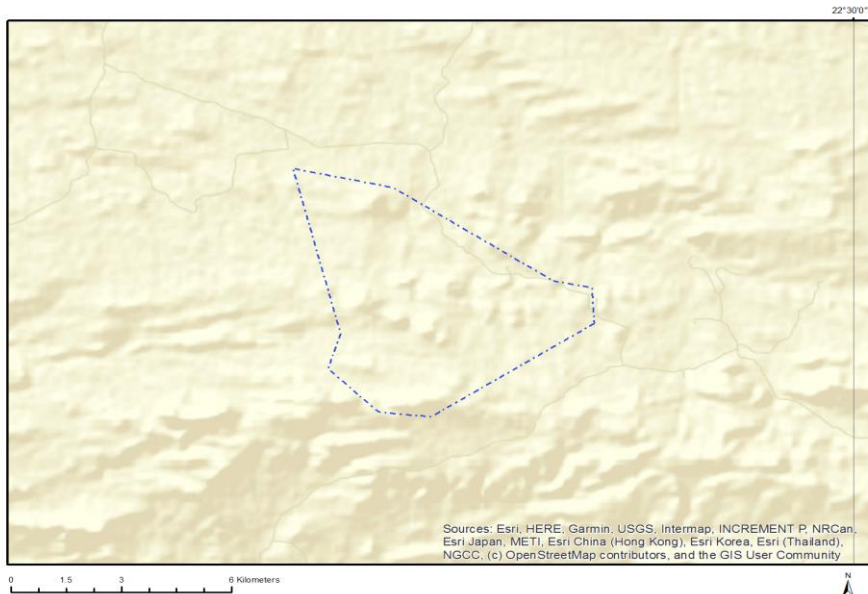 22°30'0"
Sources: Esri, HERE, Garmin, USGS, Intermap, INCREMENT P, NRCan,
Esri Japan, METI, Esri China (Hong Kong), Esri Korea, Esri (Thailand),
NGCC, (c) OpenStreetMap contributors, and the GIS User Community
0 1.5 3 6 Kilometers
N